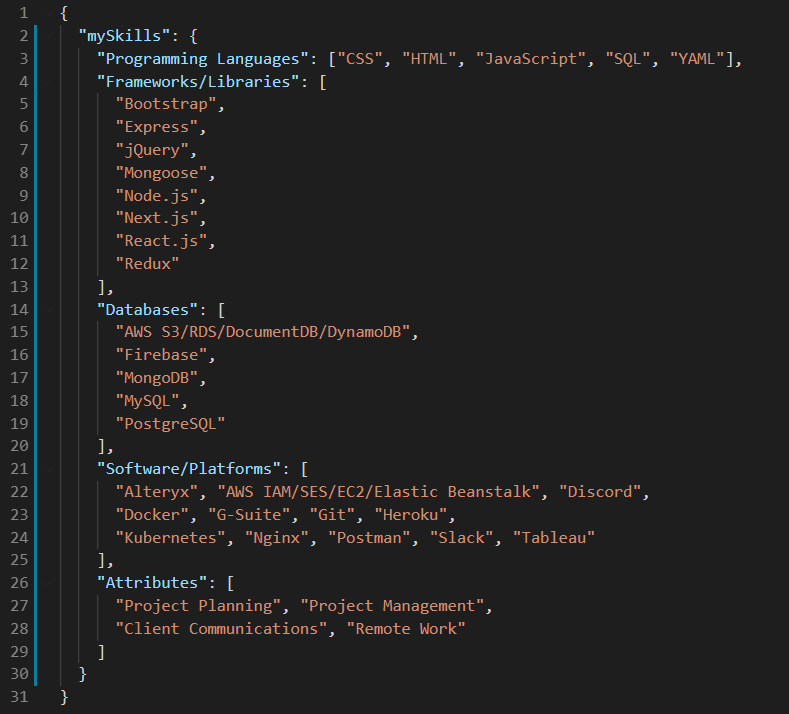 1 {
2 "mySkills": {
3 "Programming Languages": ["CSS", "HTML", "JavaScript", "SQL", "YAML"],
4 "Frameworks/Libraries": [
5 "Bootstrap",
6 "Express",
7 "jQuery",
8 "Mongoose",
9 "Node.js",
10 "Next.js",
11 "React.js",
12 "Redux"
13 ],
14 "Databases": [
15 "AWS S3/RDS/DocumentDB/DynamoDB",
16 "Firebase",
17 "MongoDB",
18 "MySQL",
19 "PostgreSQL"
20 ],
21 "Software/Platforms": [
22 "Alteryx", "AWS IAM/SES/EC2/Elastic Beanstalk", "Discord",
23 "Docker", "G-Suite", "Git", "Heroku",
24 "Kubernetes", "Nginx", "Postman", "Slack", "Tableau"
25 ],
26 "Attributes": [
27 "Project Planning", "Project Management",
28 "Client Communications", "Remote Work"
29 ]
30 }
31 }